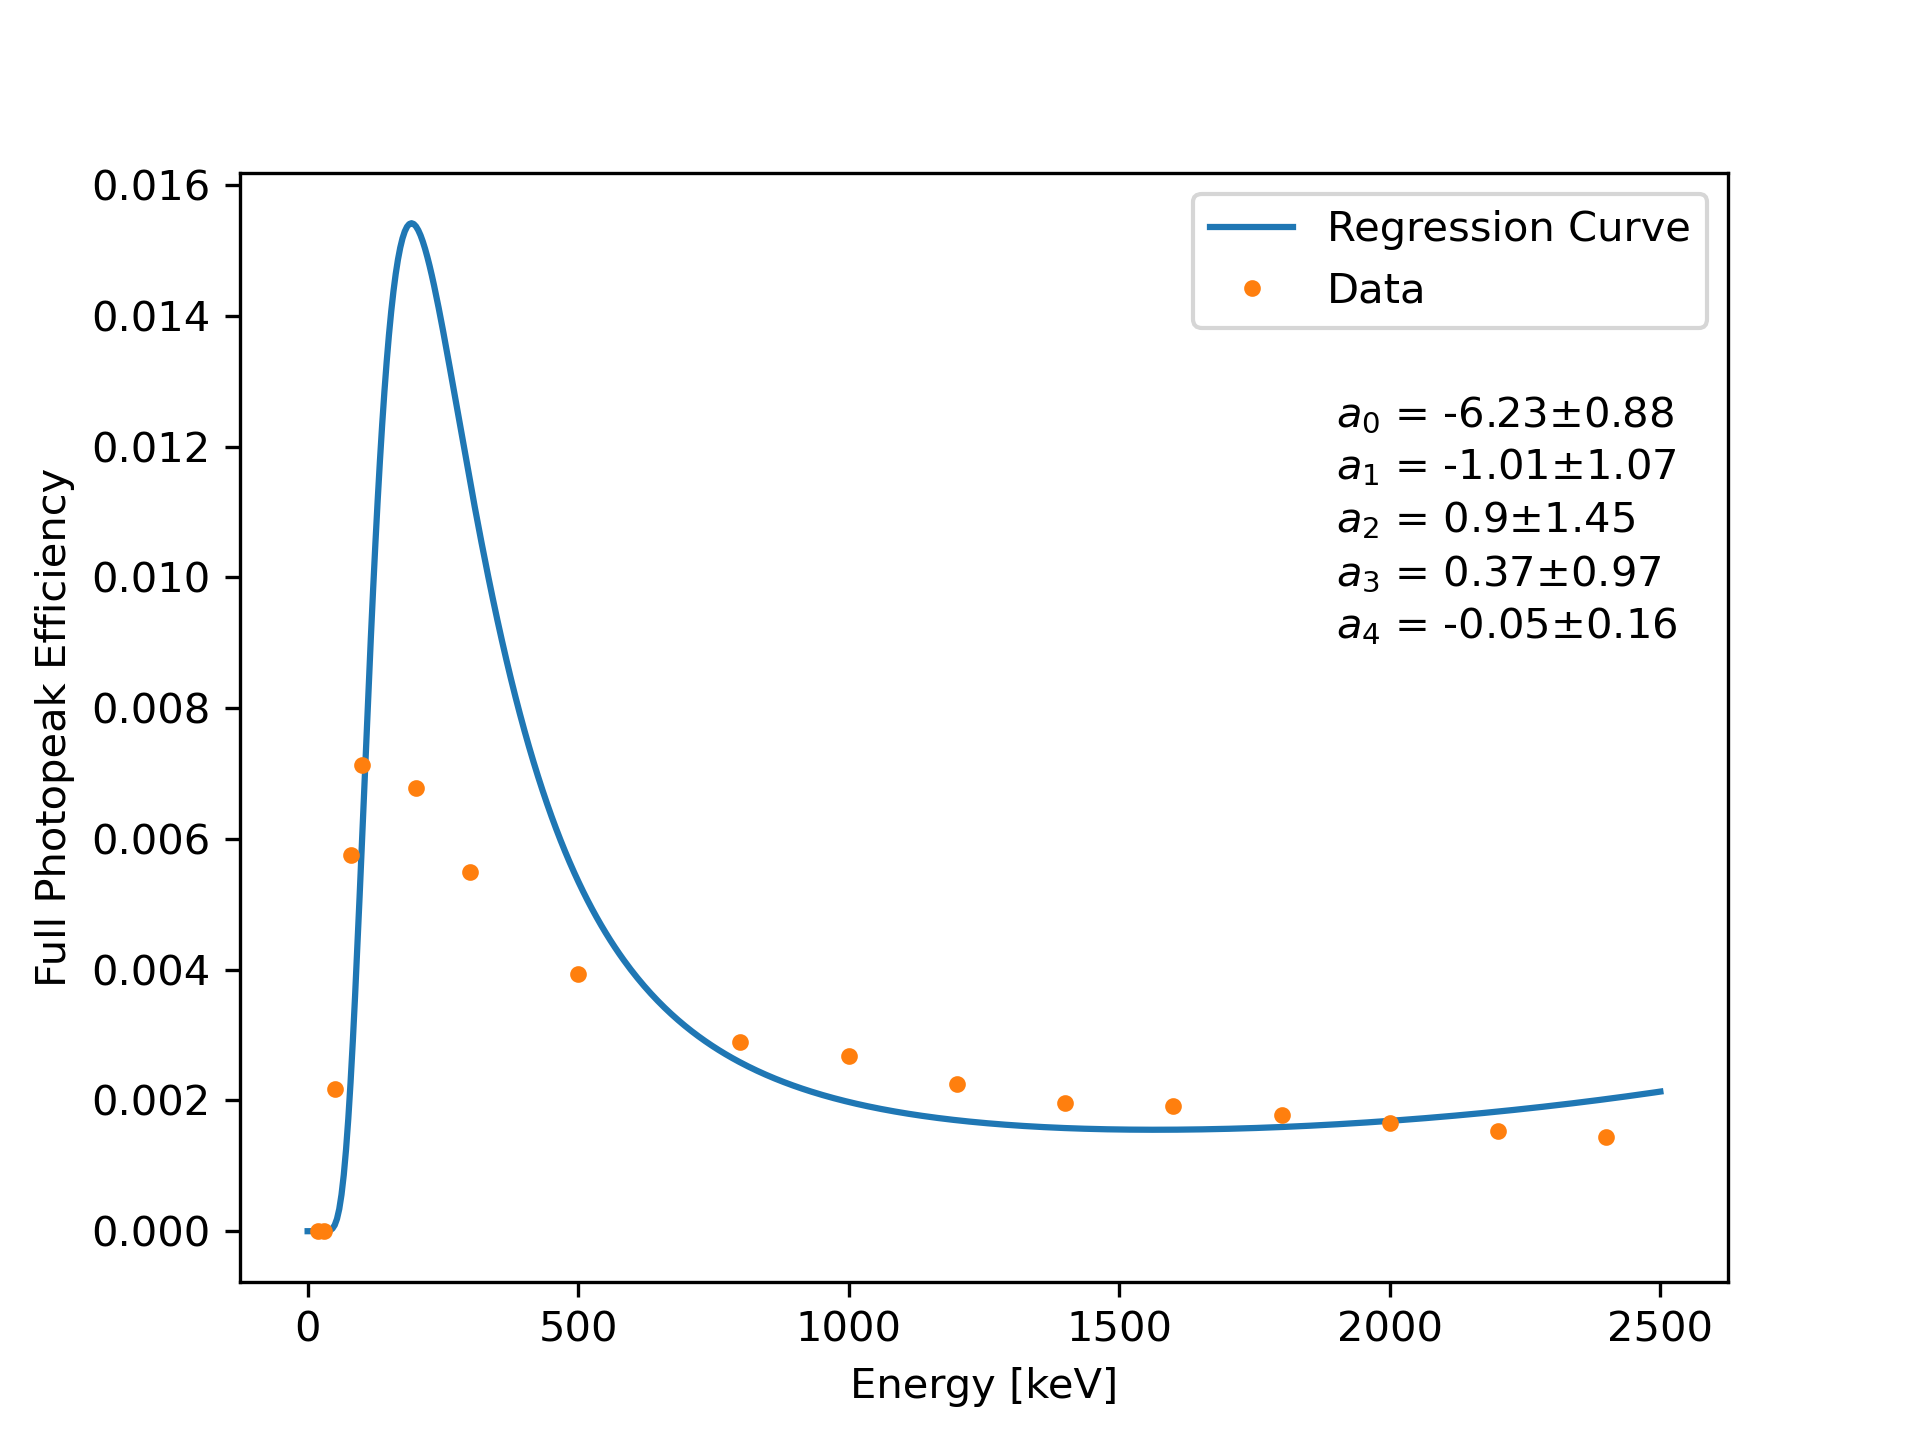 0.016
0.014
0.012
0.010
0.008
0.006
0.004
0.002
0.000
Full Photopeak Efficiency
Regression Curve
Data
a0 = -6.23±0.88
a1 = -1.01±1.07
a2 = 0.9±1.45
a3 = 0.37±0.97
a4 = -0.05±0.16
0 500 1000 1500 2000 2500
Energy [keV]